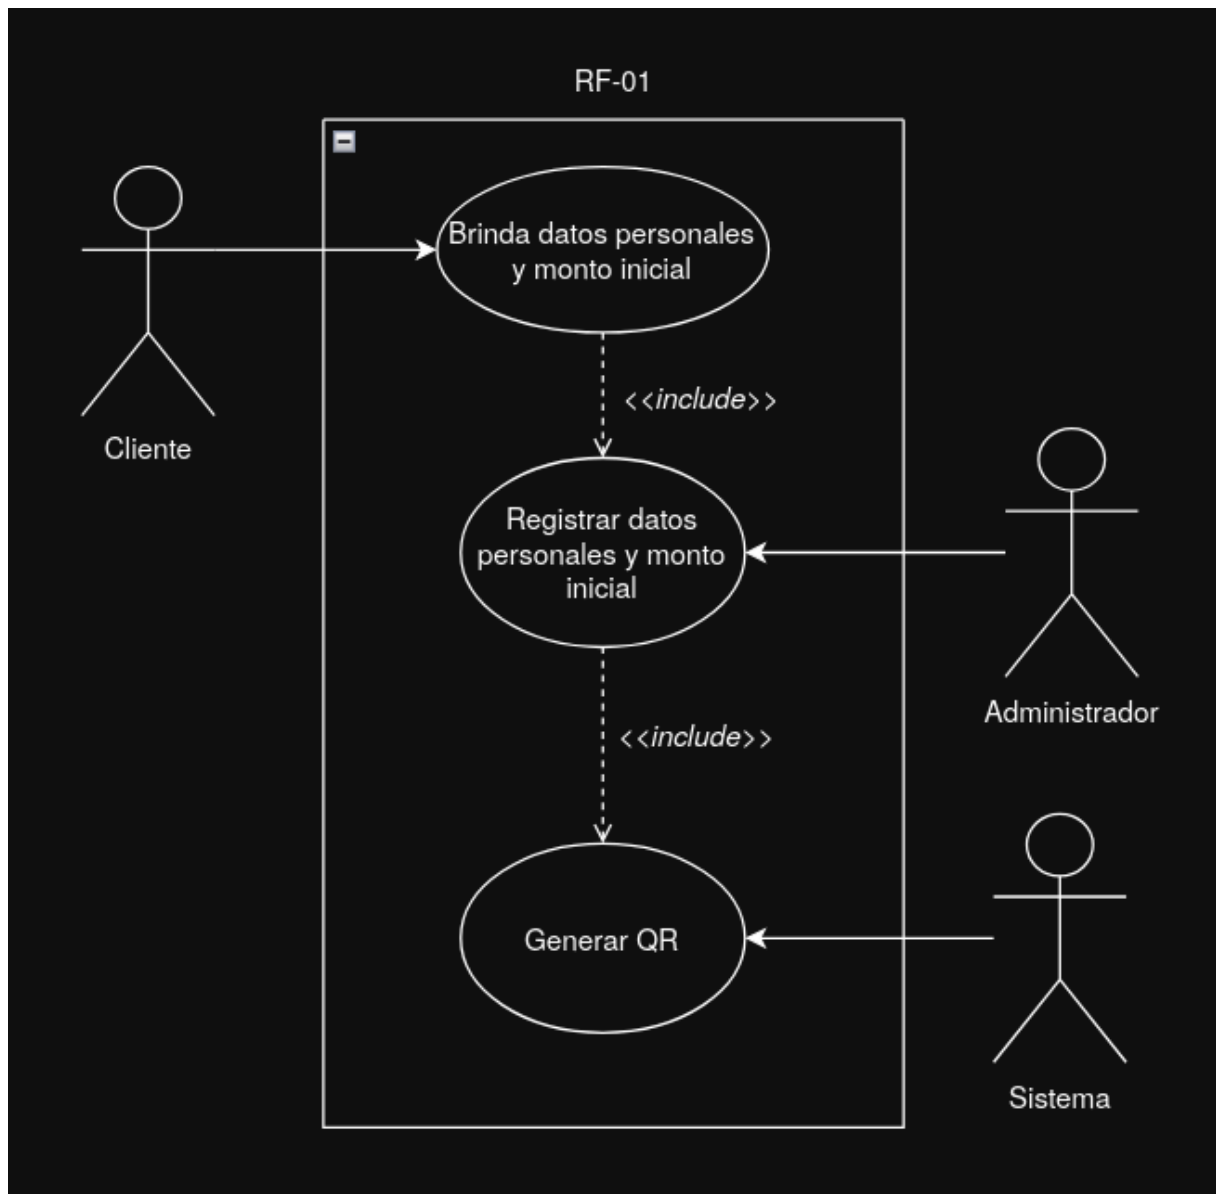 RF-01
Brinda datos personales
y monto inicial
<<include>>
Cliente
Registrar datos
personales y monto
inicial
Administrador
<<include>>
Generar QR
Sistema